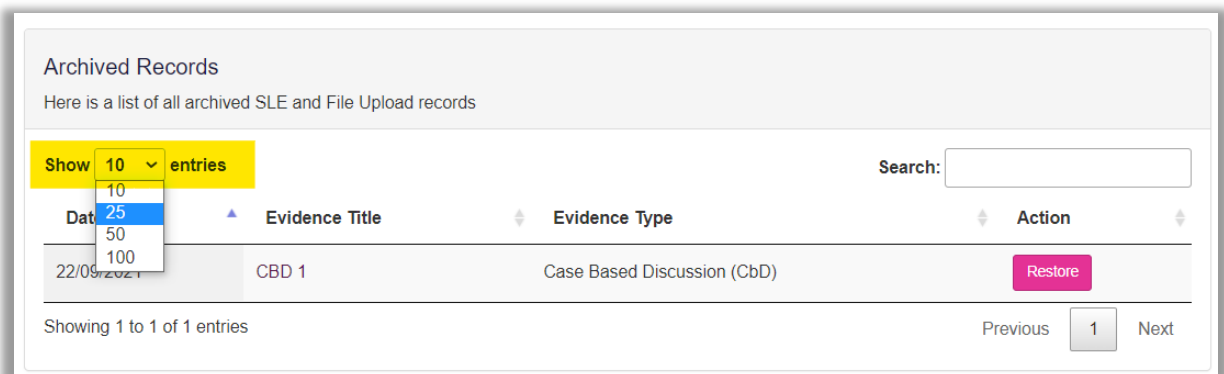 Archived Records
Here is a list of all archived SLE and File Upload records
Show 10 entries
Search:
10
25
50
100
Evidence Title
Evidence Type
Action
CBD 1
Case Based Discussion (CbD)
Restore
Showing 1 to 1 of 1 entries
Previous 1 Next